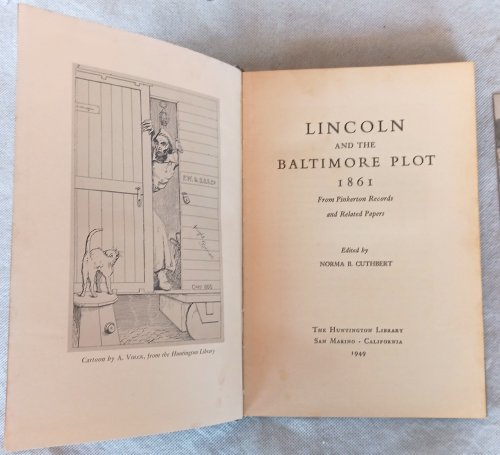 P.W. & B.R.R.
Cartoon by A. Volck, from the Huntington Library
LINCOLN
AND THE
BALTIMORE PLOT
1861
From Pinkerton Records
and Related Papers
Edited by
NORMA B. CUTHBERT
THE HUNTINGTON LIBRARY
SAN MARINO · CALIFORNIA
1949